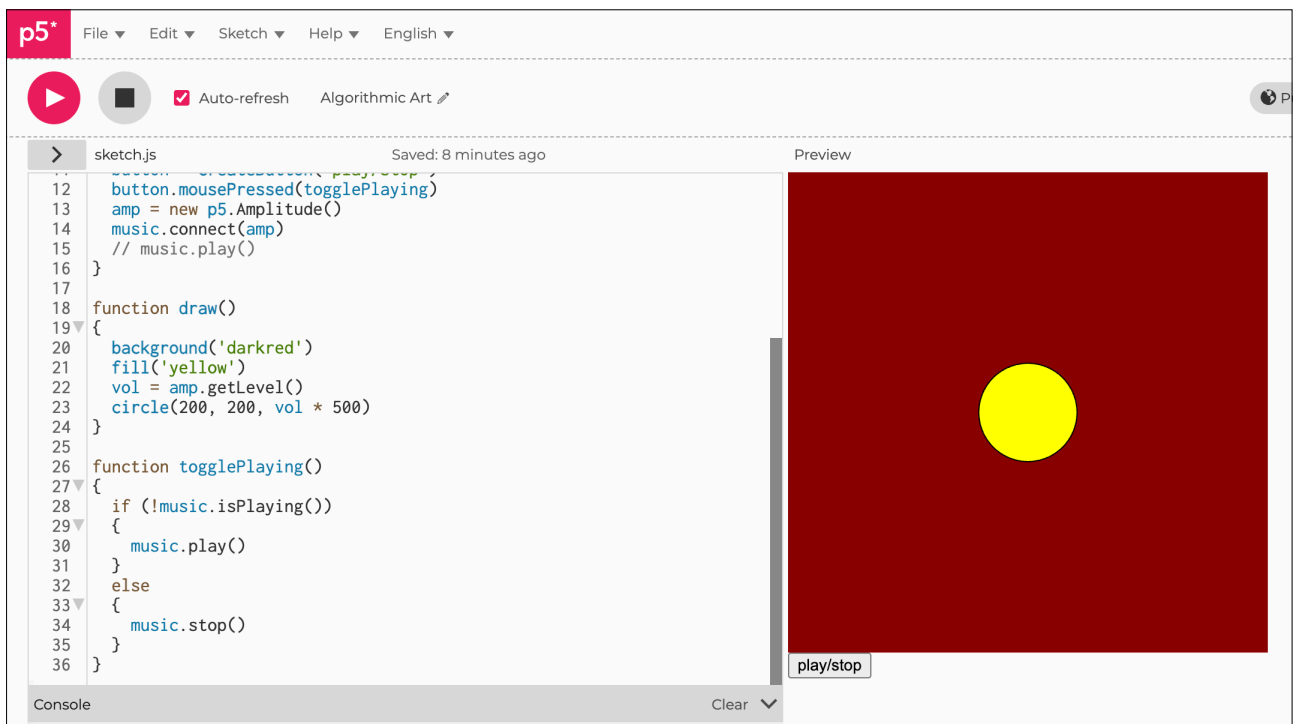 p5* File Edit Sketch Help English
Auto-refresh Algorithmic Art
sketch.js Saved: 8 minutes ago Preview
12 button.mousePressed(togglePlaying)
13 amp = new p5.Amplitude()
14 music.connect(amp)
15 // music.play()
16 }
17
18 function draw()
19 {
20 background('darkred')
21 fill('yellow')
22 vol = amp.getLevel()
23 circle(200, 200, vol * 500)
24 }
25
26 function togglePlaying()
27 {
28 if (!music.isPlaying())
29 {
30 music.play()
31 }
32 else
33 {
34 music.stop()
35 }
36 }
play/stop
Console Clear